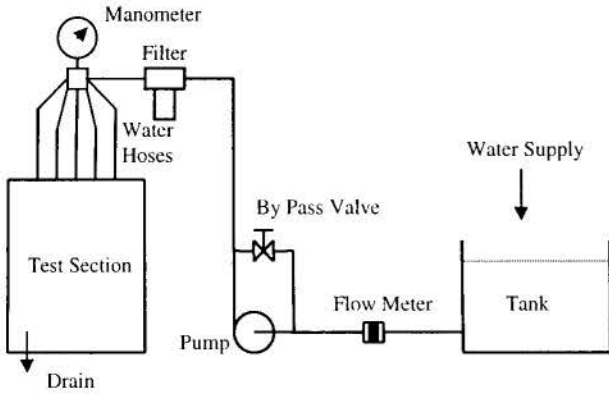 Manometer
Filter
Water
Hoses
Water Supply
By Pass Valve
Test Section
Flow Meter
Tank
Pump
Drain